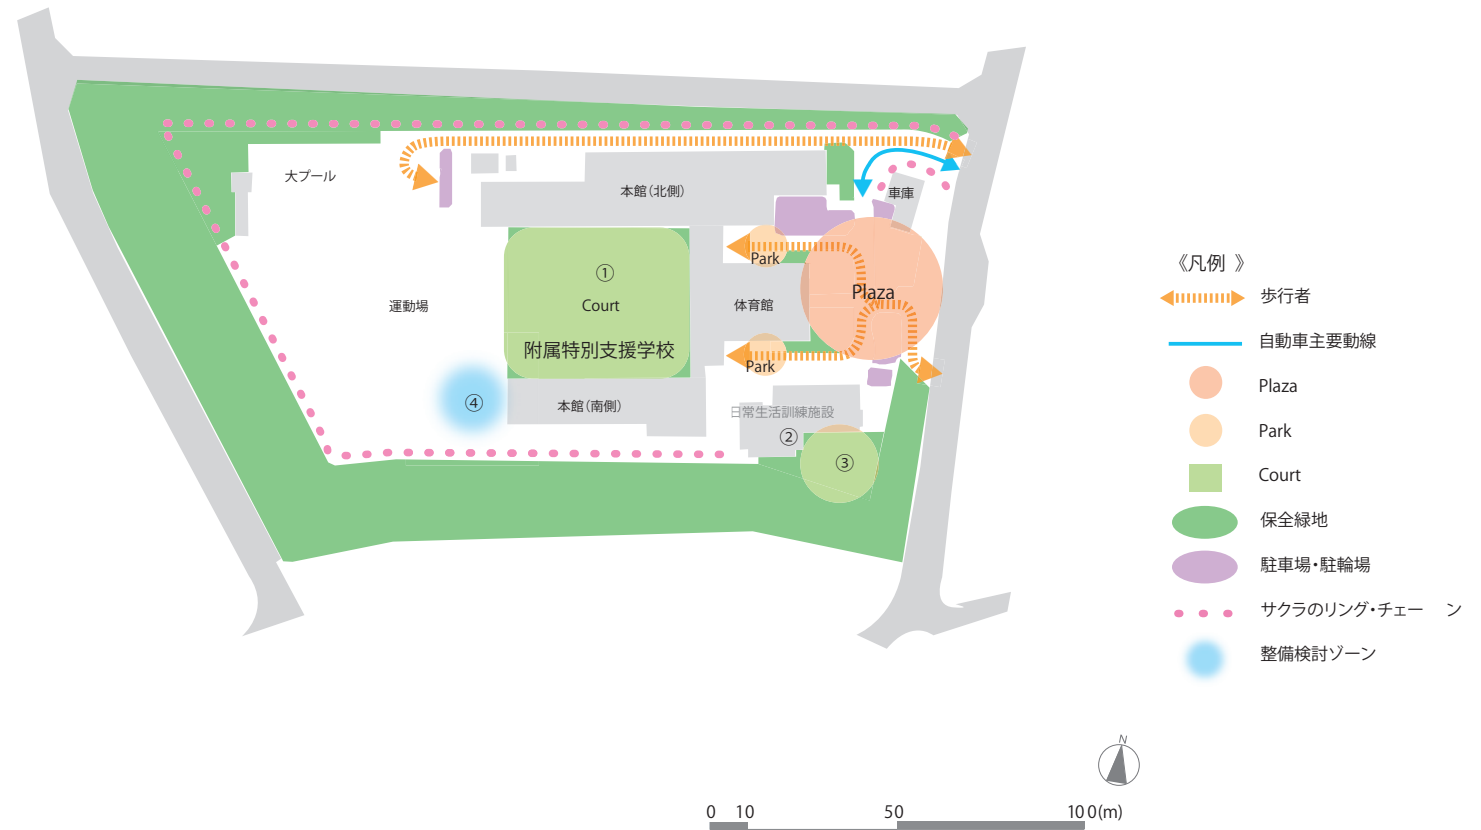 大プール
本館（北側）
車庫
①
Park
Plaza
運動場
Court
体育館
附属特別支援学校
Park
④
本館（南側）
日常生活訓練施設
②
③
《凡例 》
歩行者
自動車主要動線
Plaza
Park
Court
保全緑地
駐車場・駐輪場
サクラのリング・チェー ン
整備検討ゾーン
N
0 10 50 100(m)